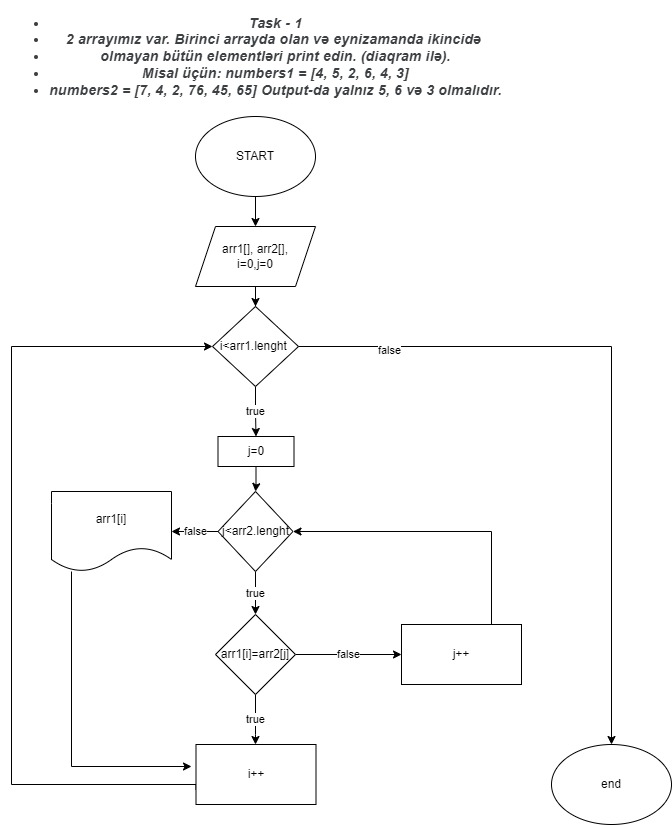 Task - 1
2 arrayımız var. Birinci arrayda olan və eynizamanda ikincidə
olmayan bütün elementləri print edin. (diaqram ilə).
Misal üçün: numbers1 = [4, 5, 2, 6, 4, 3]
numbers2 = [7, 4, 2, 76, 45, 65] Output-da yalnız 5, 6 və 3 olmalıdır.
START
arr1[], arr2[],
i=0,j=0
i<arr1.lenght
false
true
j=0
arr1[i]
false
j<arr2.lenght
true
arr1[i]=arr2[j]
false
j++
true
i++
end